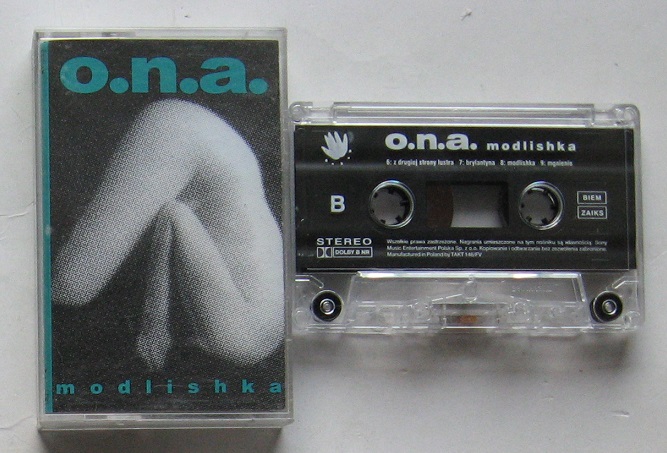 o.n.a.
modlishka
o.n.a. modlishka
6: z drugiej strony lustra 7: brylantyna 8: modlishka 9: mgnienie
B
BIEM
ZAIKS
STEREO
DOLBY B NR
Wszelkie prawa zastrzeżone. Nagrania umieszczone na tym nośniku są własnością Sony
Music Entertainment Polska Sp. z o.o. Kopiowanie i odtwarzanie bez zezwolenia zabronione.
Manufactured in Poland by TAKT